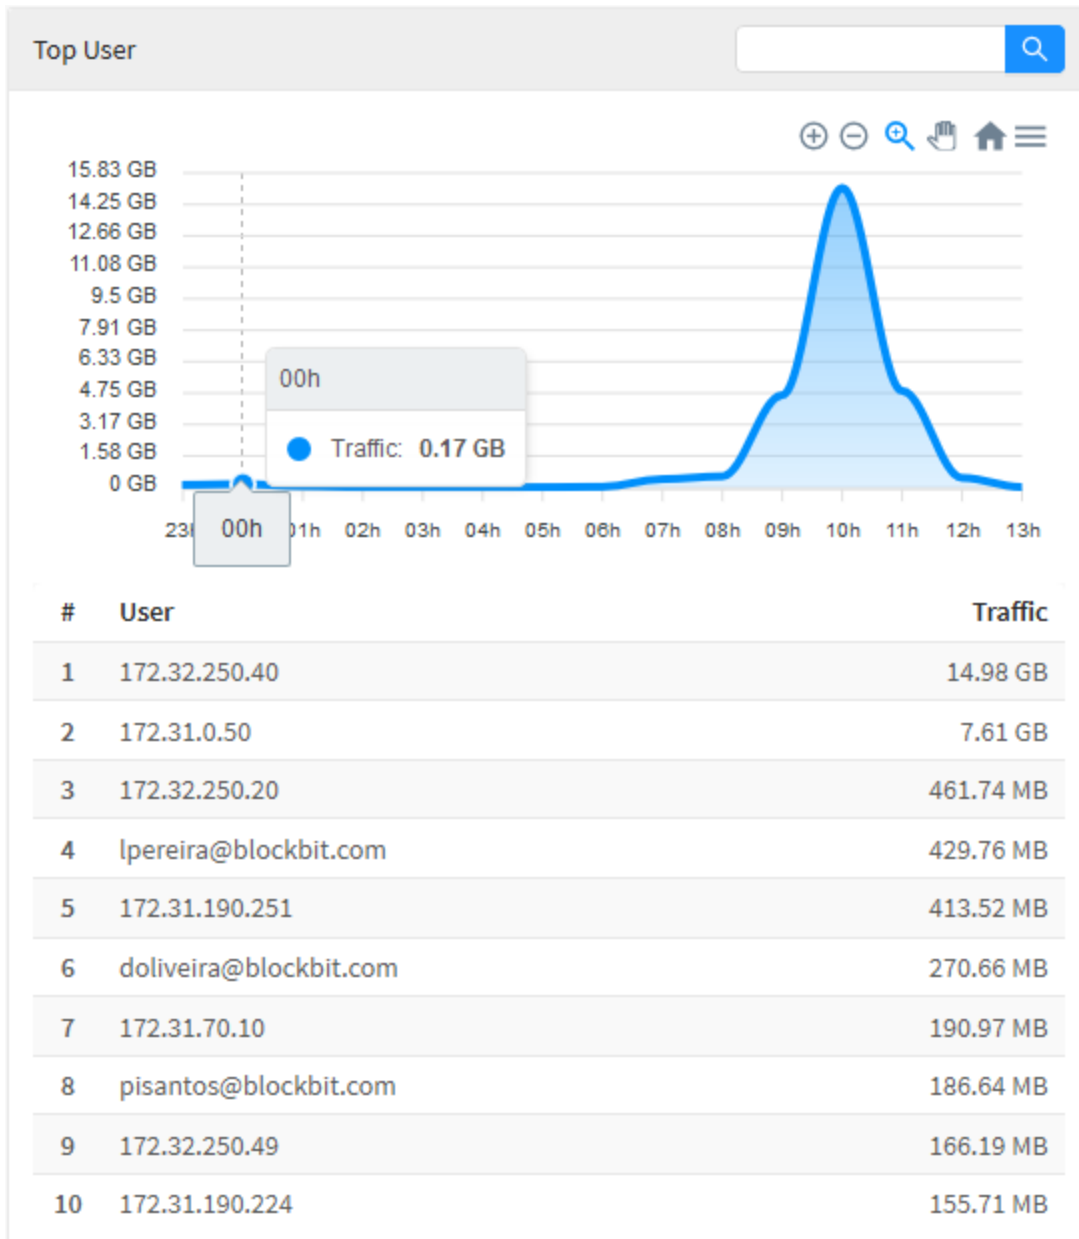 Top User
15.83 GB
14.25 GB
12.66 GB
11.08 GB
9.5 GB
7.91 GB
6.33 GB
4.75 GB
3.17 GB
1.58 GB
0 GB
00h
Traffic: 0.17 GB
23h 00h 01h 02h 03h 04h 05h 06h 07h 08h 09h 10h 11h 12h 13h
# User Traffic
1 172.32.250.40 14.98 GB
2 172.31.0.50 7.61 GB
3 172.32.250.20 461.74 MB
4 lpereira@blockbit.com 429.76 MB
5 172.31.190.251 413.52 MB
6 doliveira@blockbit.com 270.66 MB
7 172.31.70.10 190.97 MB
8 pisantos@blockbit.com 186.64 MB
9 172.32.250.49 166.19 MB
10 172.31.190.224 155.71 MB